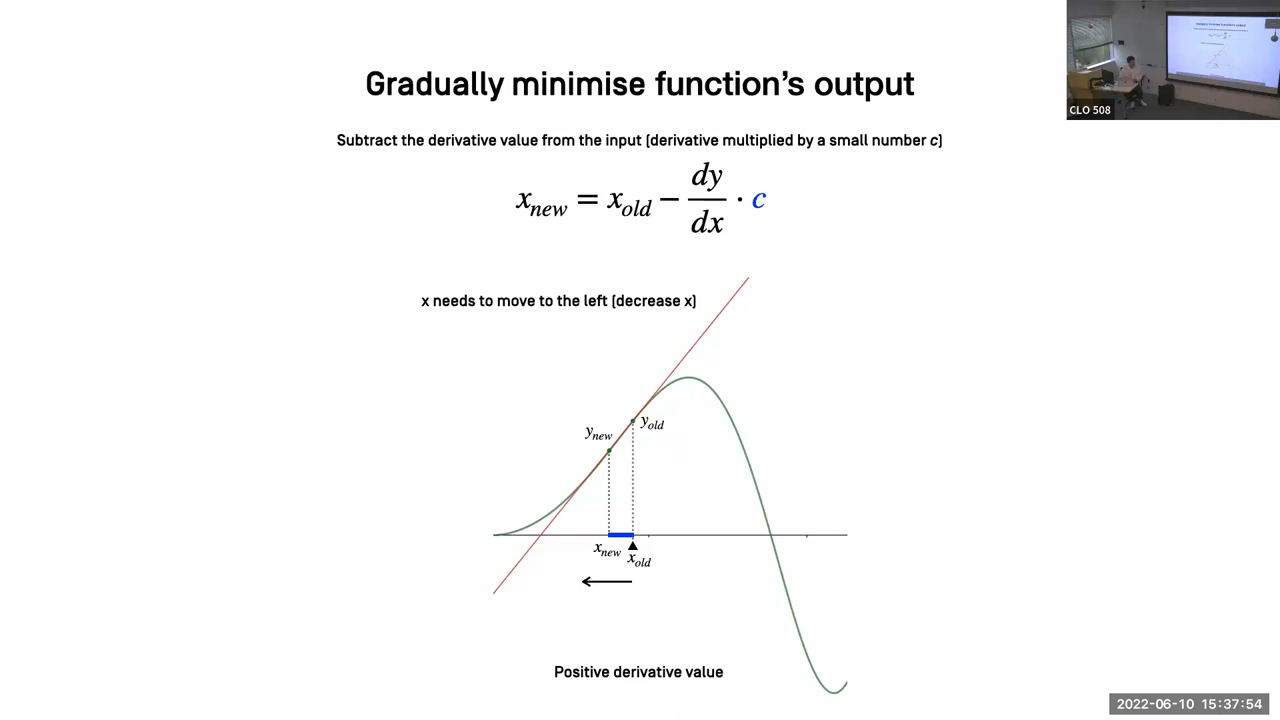 Gradually minimise function's output
CLO 508
Subtract the derivative value from the input (derivative multiplied by a small number c)
x_new = x_old − dy/dx · c
x needs to move to the left (decrease x)
y_new
y_old
x_new
x_old
Positive derivative value
2022-06-10 15:37:54